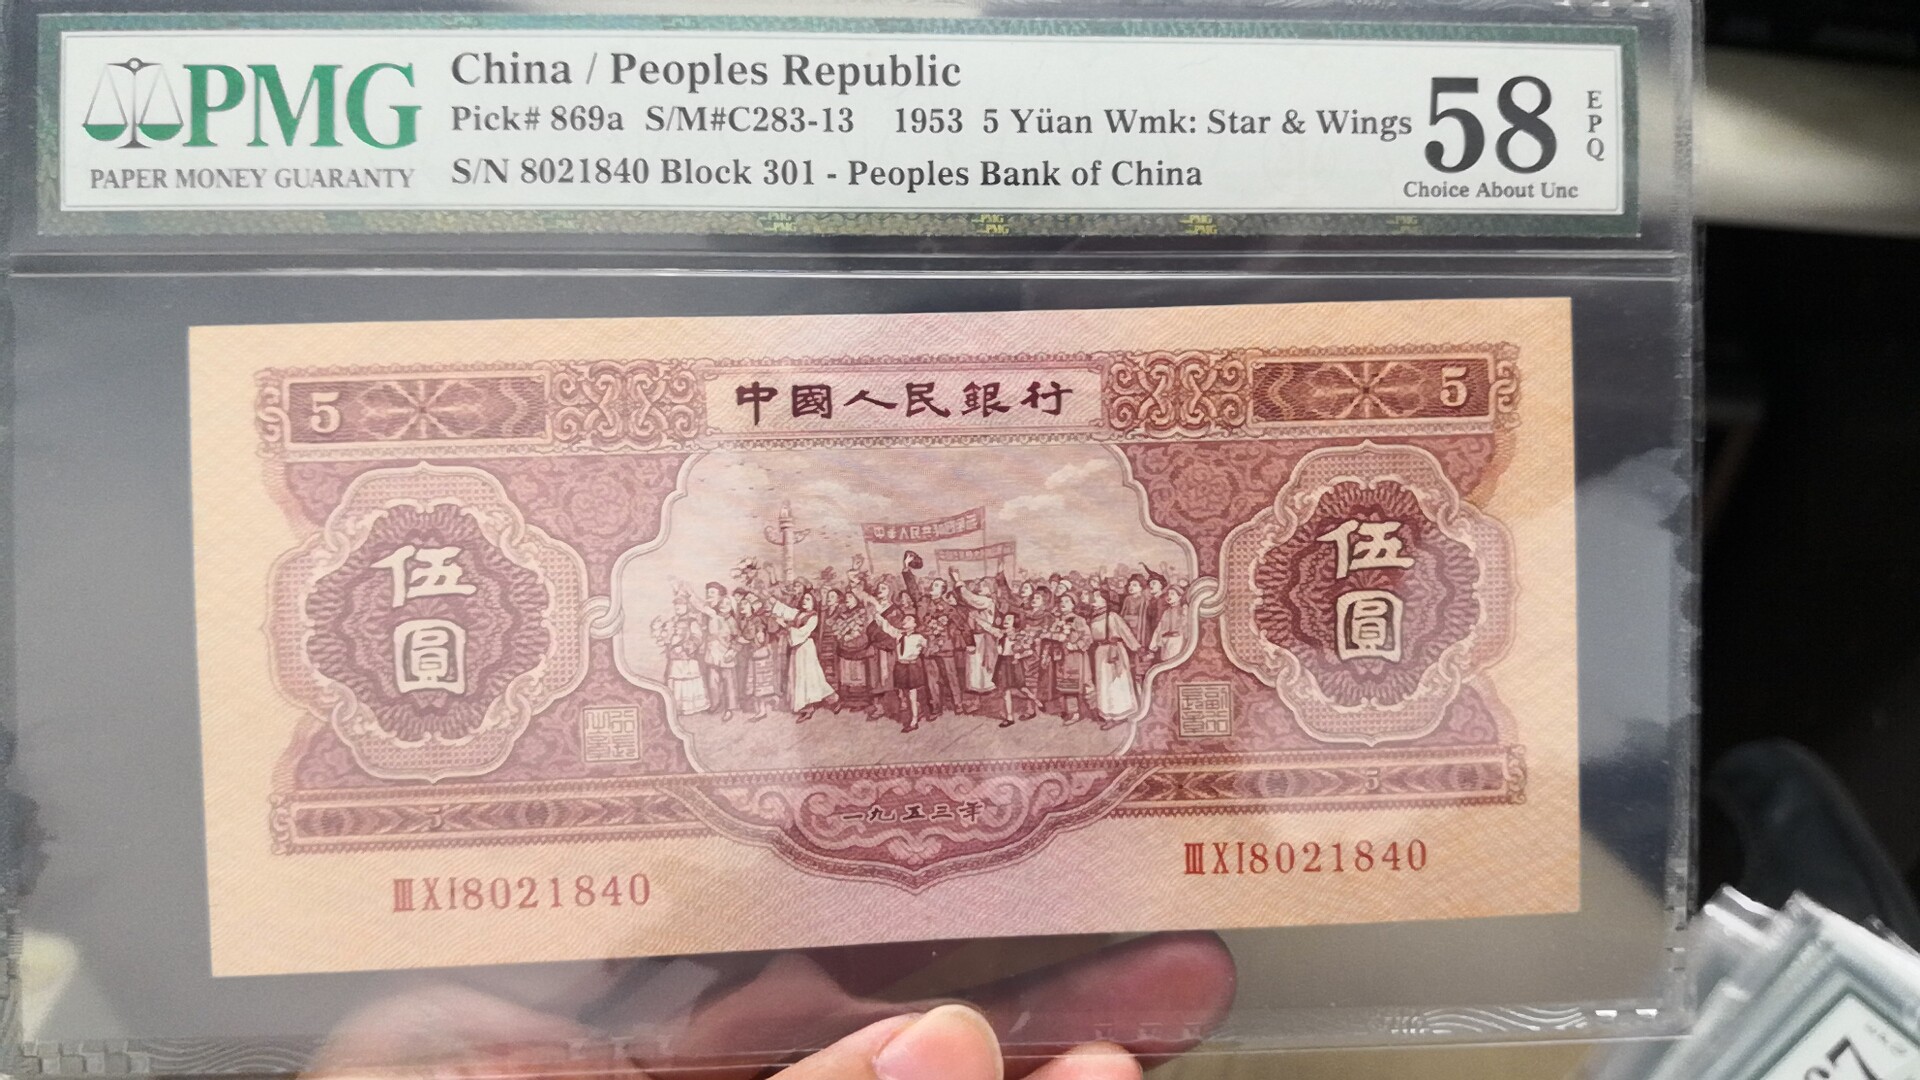 PMG
PAPER MONEY GUARANTY
China / Peoples Republic
Pick# 869a S/M#C283-13 1953 5 Yüan Wmk: Star & Wings
S/N 8021840 Block 301 - Peoples Bank of China
58
EPQ
Choice About Unc
中國人民銀行
5
5
伍圓
伍圓
5
5
一九五三年
ⅢⅩⅠ8021840
ⅢⅩⅠ8021840